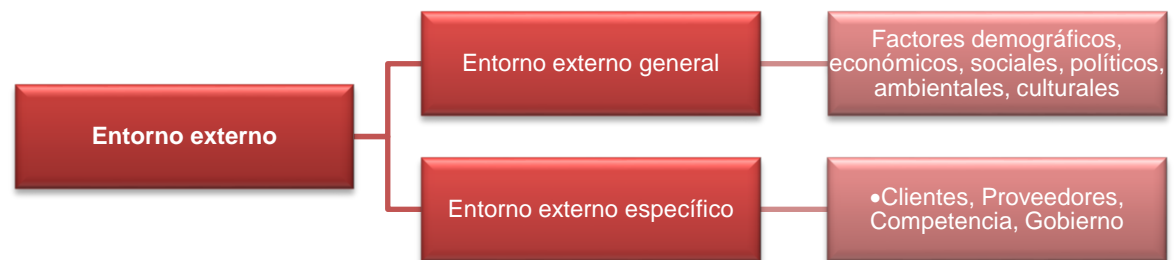 Entorno externo
Entorno externo general
Factores demográficos,
económicos, sociales, políticos,
ambientales, culturales
Entorno externo específico
•Clientes, Proveedores,
Competencia, Gobierno